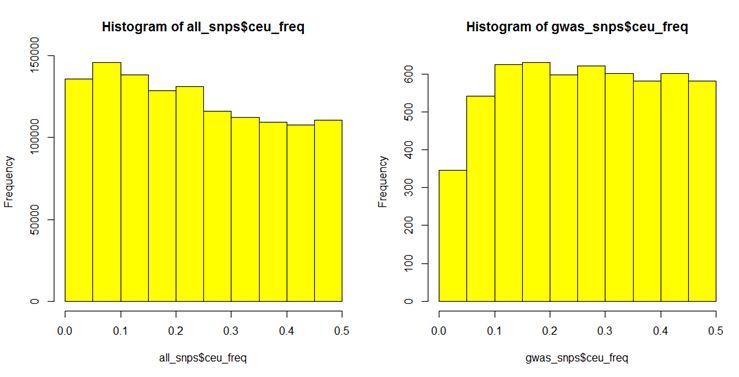 Histogram of all_snps$ceu_freq
Frequency
150000
100000
50000
0
0.0 0.1 0.2 0.3 0.4 0.5
all_snps$ceu_freq
Histogram of gwas_snps$ceu_freq
Frequency
600
500
400
300
200
100
0
0.0 0.1 0.2 0.3 0.4 0.5
gwas_snps$ceu_freq